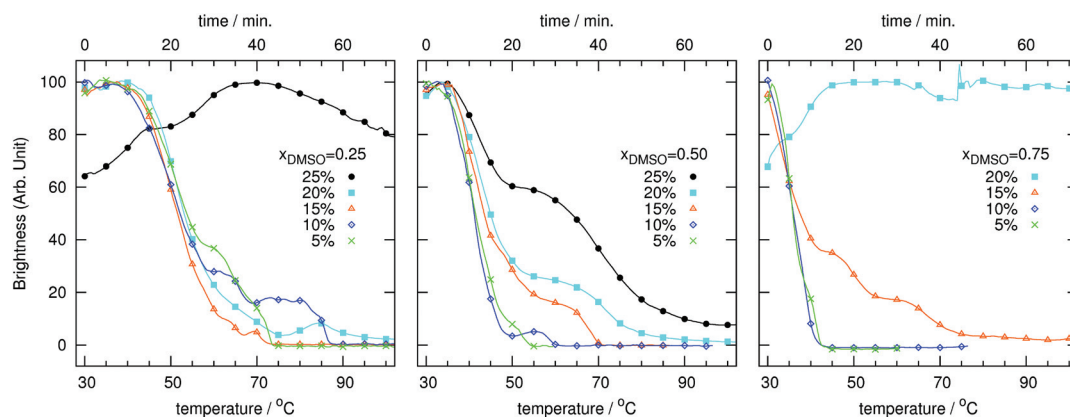 time / min.
time / min.
time / min.
0 20 40 60
0 20 40 60
0 20 40 60
Brightness (Arb. Unit)
100
80
60
40
20
0
xDMSO=0.25
25%
20%
15%
10%
5%
xDMSO=0.50
25%
20%
15%
10%
5%
xDMSO=0.75
20%
15%
10%
5%
30 50 70 90
30 50 70 90
30 50 70 90
temperature / °C
temperature / °C
temperature / °C